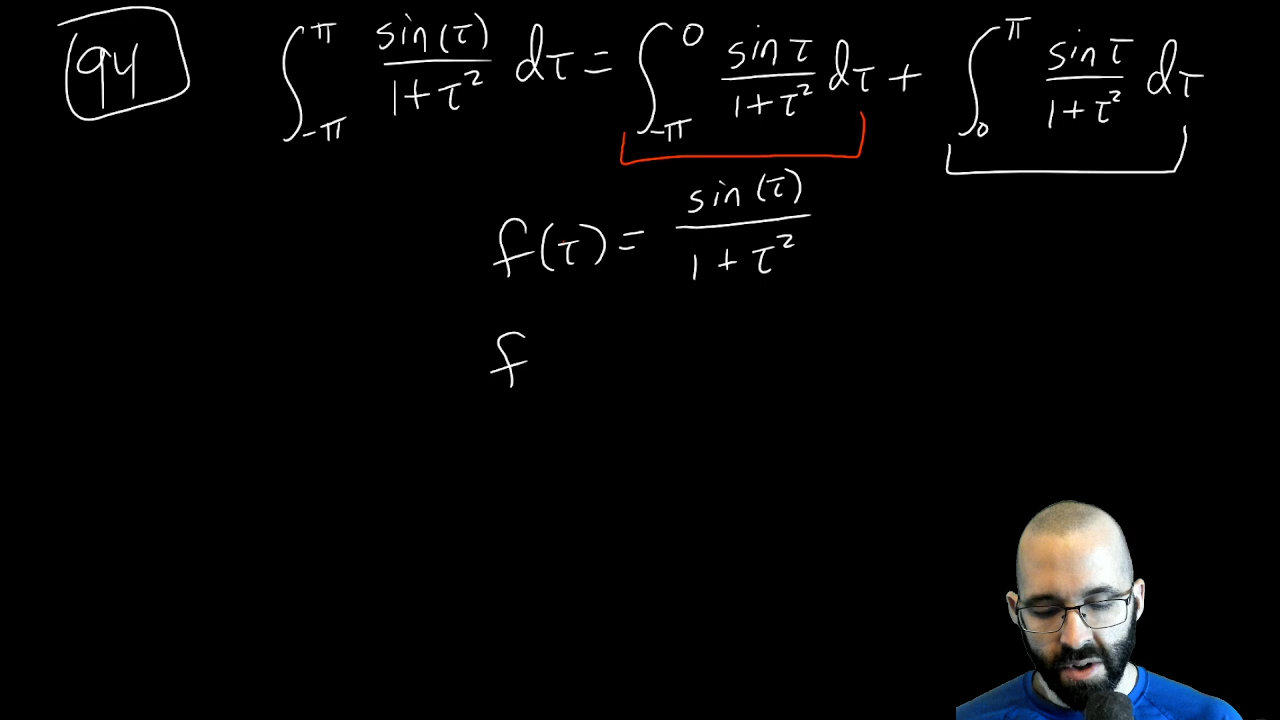 94
∫_{-π}^{π} sin(τ)/(1+τ²) dτ = ∫_{-π}^{0} sin τ/(1+τ²) dτ + ∫_{0}^{π} sin τ/(1+τ²) dτ
f(τ) = sin(τ)/(1+τ²)
f